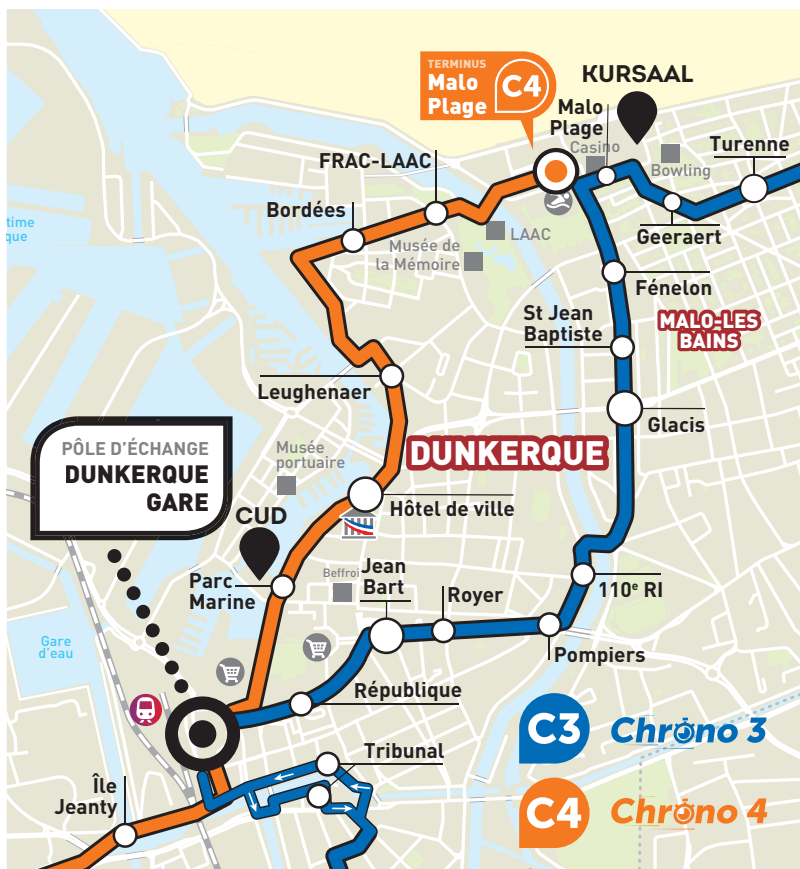 TERMINUS
Malo
Plage
C4
KURSAAL
Malo
Plage
Casino
Turenne
FRAC-LAAC
Bowling
Bordées
time
que
LAAC
Geeraert
Musée de
la Mémoire
Fénelon
St Jean
Baptiste
MALO-LES
BAINS
Leughenaer
Glacis
PÔLE D'ÉCHANGE
DUNKERQUE
GARE
Musée
portuaire
DUNKERQUE
Hôtel de ville
CUD
Beffroi
Jean
Bart
Parc
Marine
Royer
110e RI
Gare
d'eau
Pompiers
République
C3
Chrono 3
Tribunal
Île
Jeanty
C4
Chrono 4